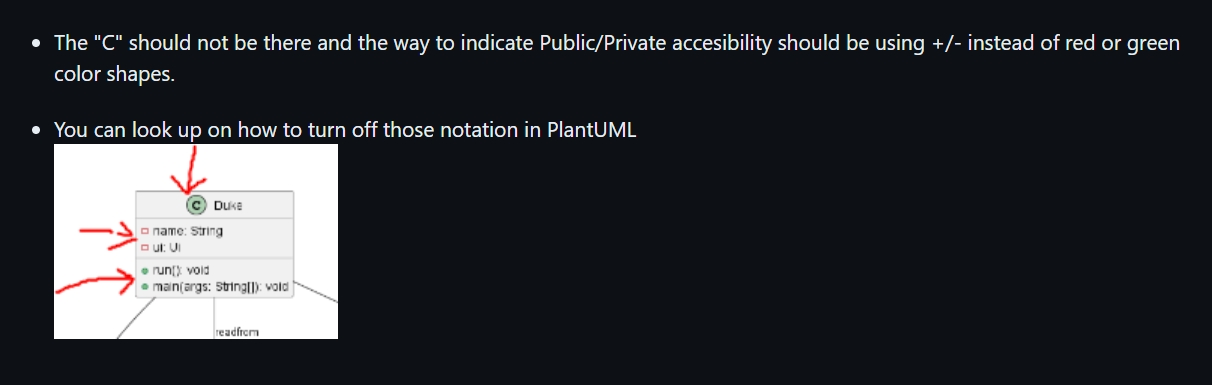 The "C" should not be there and the way to indicate Public/Private accesibility should be using +/- instead of red or green
color shapes.
You can look up on how to turn off those notation in PlantUML
C Duke
name: String
ui: Ui
run(): void
main(args: String[]): void
readfrom